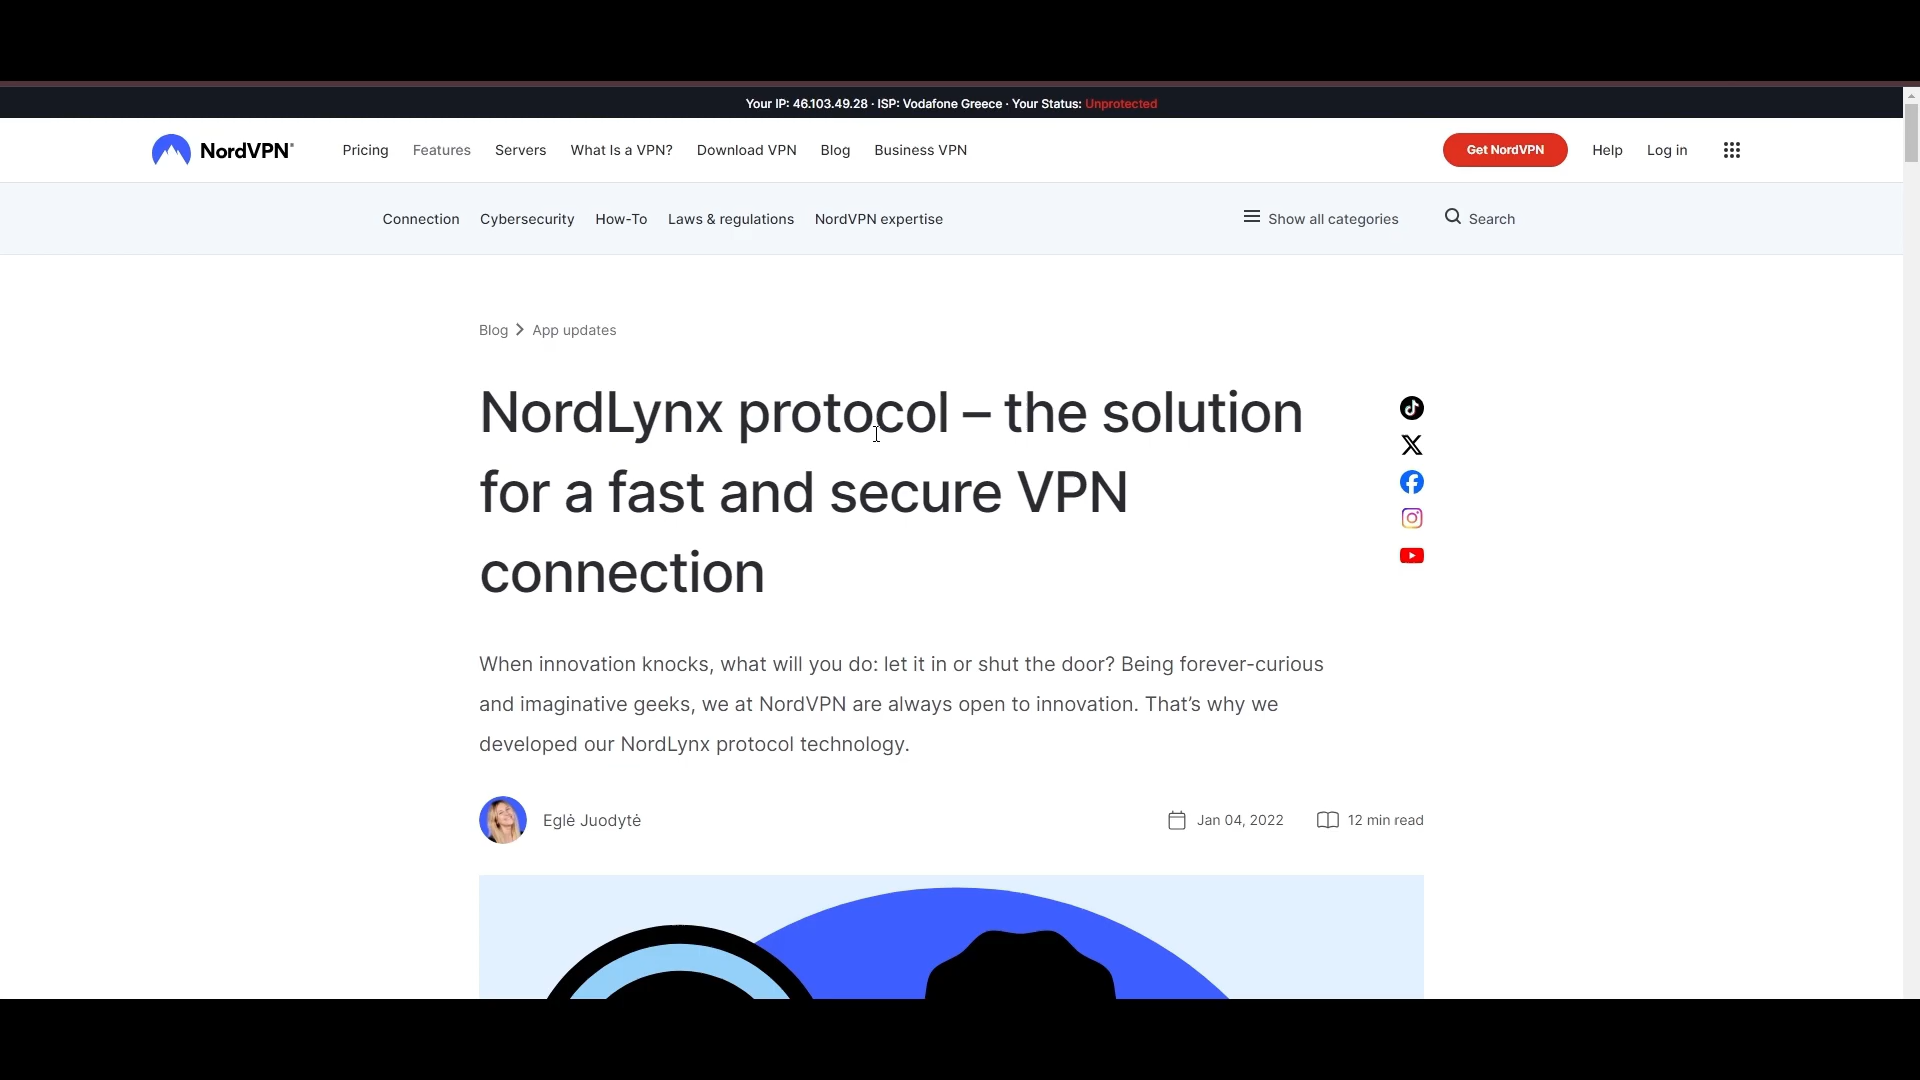 Your IP: 46.103.49.28 · ISP: Vodafone Greece · Your Status: Unprotected
NordVPN®
Pricing Features Servers What Is a VPN? Download VPN Blog Business VPN
Get NordVPN Help Log in
Connection Cybersecurity How-To Laws & regulations NordVPN expertise
Show all categories Search
Blog > App updates
NordLynx protocol – the solution
for a fast and secure VPN
connection
When innovation knocks, what will you do: let it in or shut the door? Being forever-curious
and imaginative geeks, we at NordVPN are always open to innovation. That’s why we
developed our NordLynx protocol technology.
Eglė Juodytė
Jan 04, 2022 12 min read